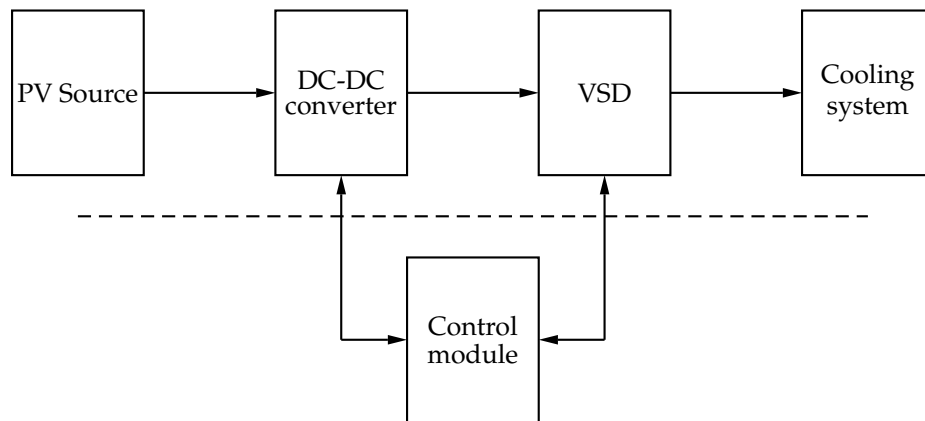 PV Source
DC-DC
converter
VSD
Cooling
system
Control
module